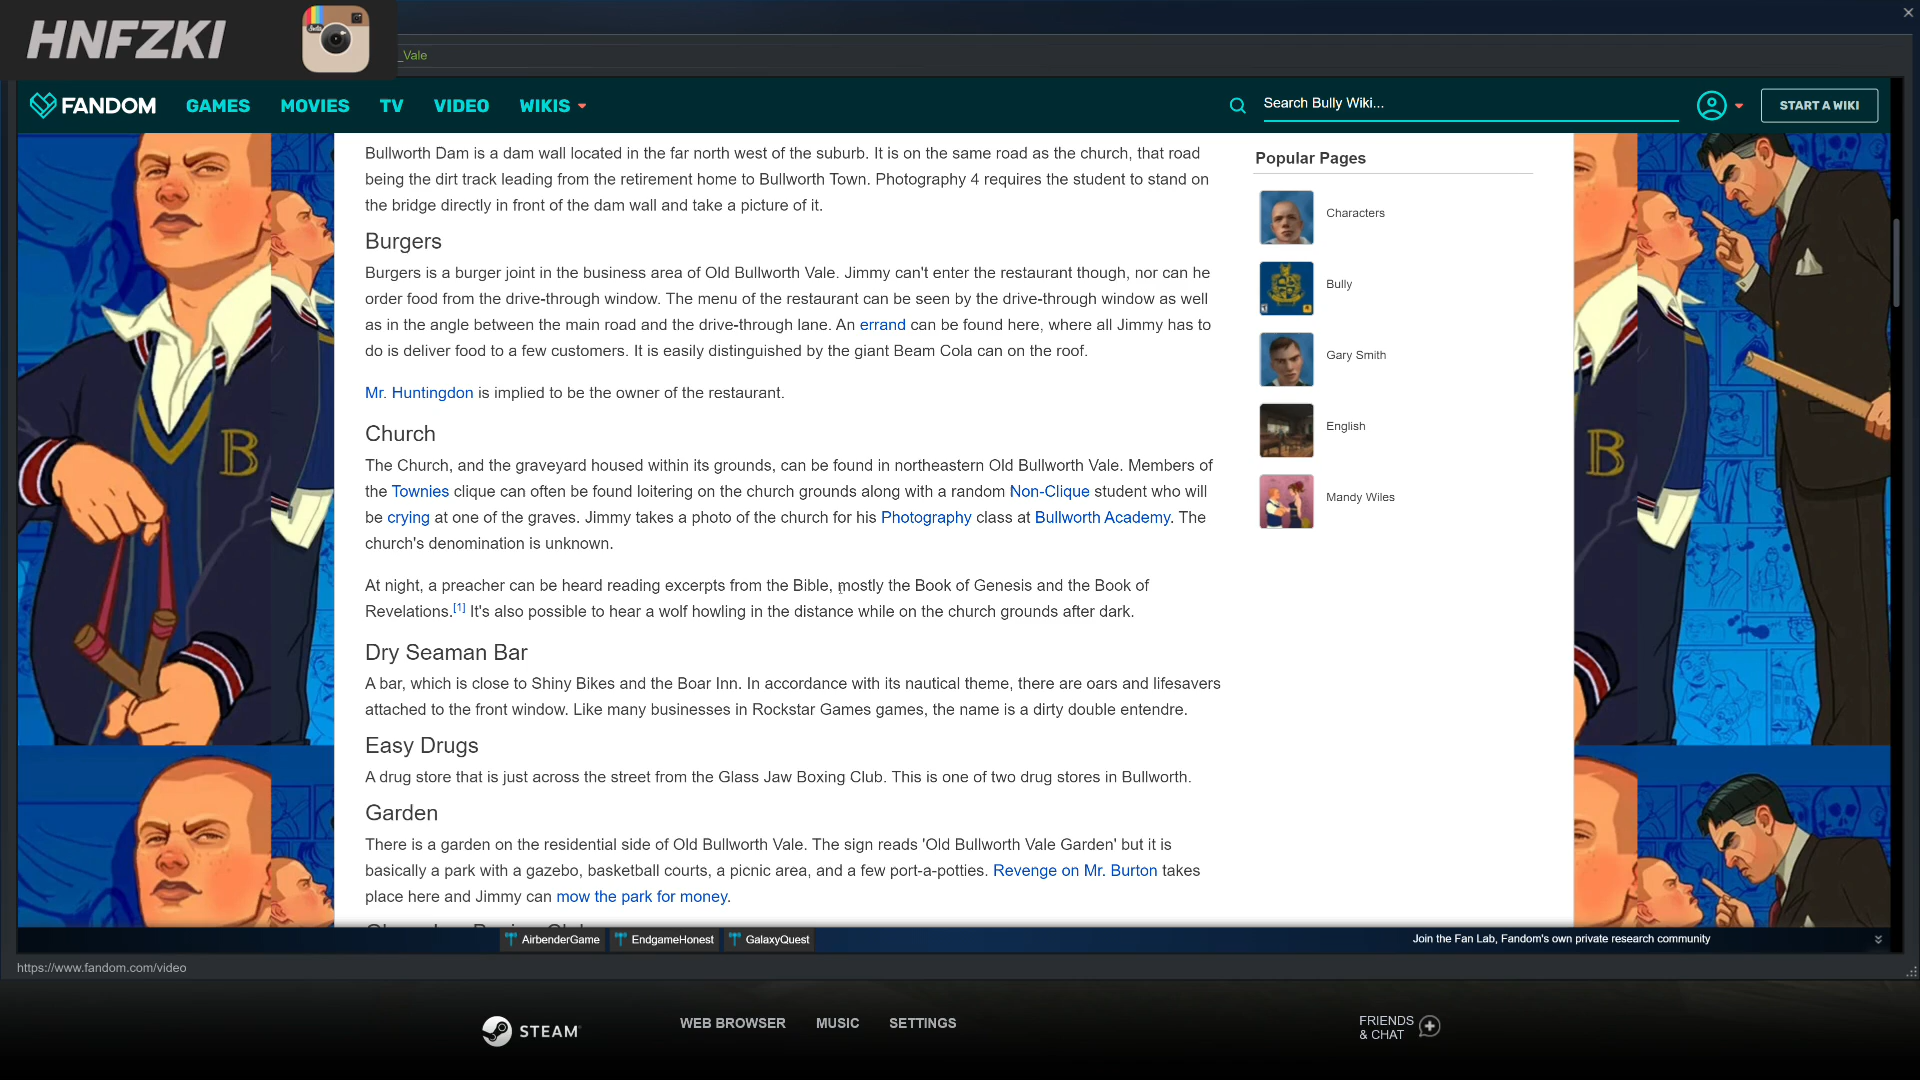 HNFZKI
_Vale
FANDOM GAMES MOVIES TV VIDEO WIKIS
Search Bully Wiki...
START A WIKI
Bullworth Dam is a dam wall located in the far north west of the suburb. It is on the same road as the church, that road
being the dirt track leading from the retirement home to Bullworth Town. Photography 4 requires the student to stand on
the bridge directly in front of the dam wall and take a picture of it.
Burgers
Burgers is a burger joint in the business area of Old Bullworth Vale. Jimmy can't enter the restaurant though, nor can he
order food from the drive-through window. The menu of the restaurant can be seen by the drive-through window as well
as in the angle between the main road and the drive-through lane. An errand can be found here, where all Jimmy has to
do is deliver food to a few customers. It is easily distinguished by the giant Beam Cola can on the roof.
Mr. Huntingdon is implied to be the owner of the restaurant.
Church
The Church, and the graveyard housed within its grounds, can be found in northeastern Old Bullworth Vale. Members of
the Townies clique can often be found loitering on the church grounds along with a random Non-Clique student who will
be crying at one of the graves. Jimmy takes a photo of the church for his Photography class at Bullworth Academy. The
church's denomination is unknown.
At night, a preacher can be heard reading excerpts from the Bible, mostly the Book of Genesis and the Book of
Revelations.[1] It's also possible to hear a wolf howling in the distance while on the church grounds after dark.
Dry Seaman Bar
A bar, which is close to Shiny Bikes and the Boar Inn. In accordance with its nautical theme, there are oars and lifesavers
attached to the front window. Like many businesses in Rockstar Games games, the name is a dirty double entendre.
Easy Drugs
A drug store that is just across the street from the Glass Jaw Boxing Club. This is one of two drug stores in Bullworth.
Garden
There is a garden on the residential side of Old Bullworth Vale. The sign reads 'Old Bullworth Vale Garden' but it is
basically a park with a gazebo, basketball courts, a picnic area, and a few port-a-potties. Revenge on Mr. Burton takes
place here and Jimmy can mow the park for money.
Popular Pages
Characters
Bully
Gary Smith
English
Mandy Wiles
B
B
AirbenderGame EndgameHonest GalaxyQuest
Join the Fan Lab, Fandom's own private research community
https://www.fandom.com/video
STEAM
WEB BROWSER MUSIC SETTINGS
FRIENDS
& CHAT